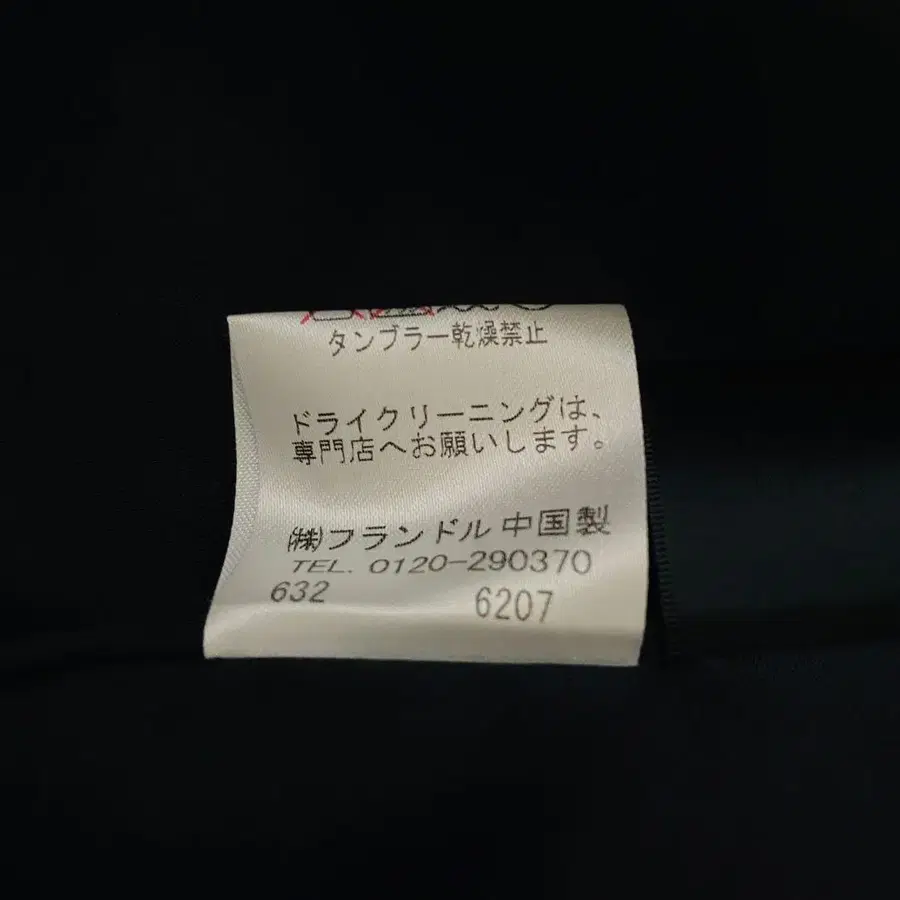 タンブラー乾燥禁止
ドライクリーニングは、
専門店へお願いします。
㈱フランドル 中国製
TEL. 0120-290370
632 6207